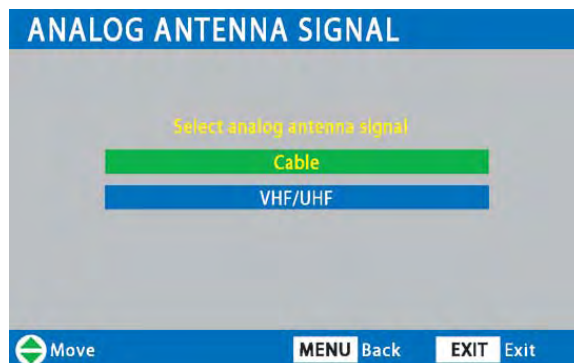 ANALOG ANTENNA SIGNAL
Select analog antenna signal
Cable
VHF/UHF
Move MENU Back EXIT Exit